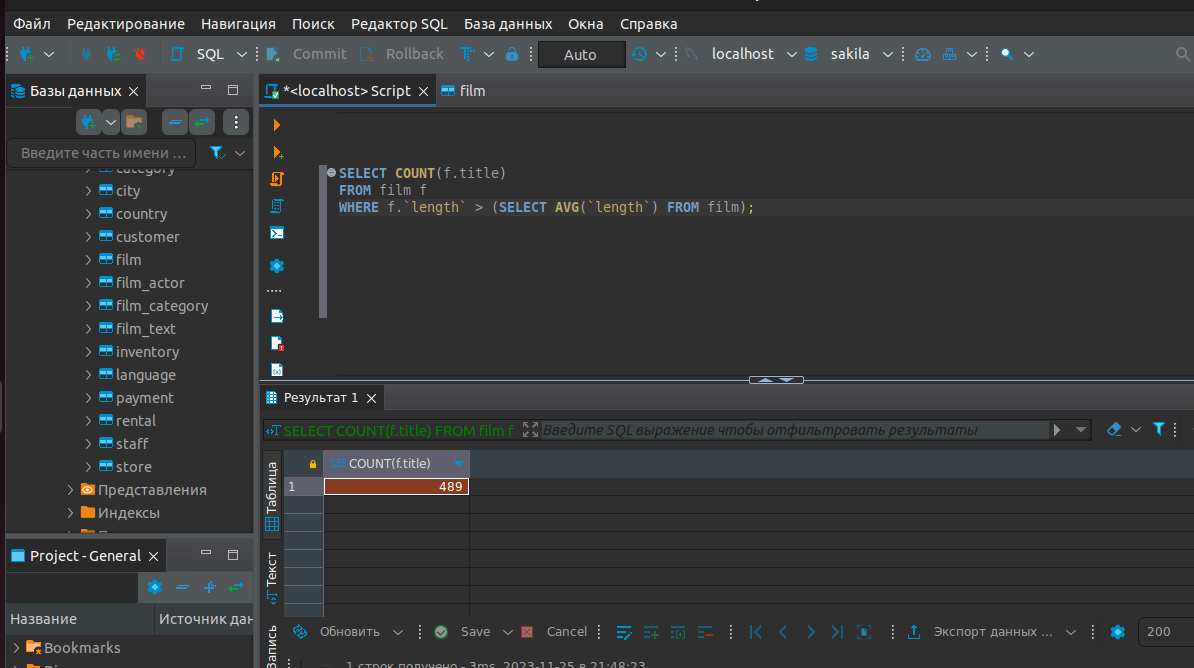 Файл Редактирование Навигация Поиск Редактор SQL База данных Окна Справка
SQL Commit Rollback Auto localhost sakila
Базы данных
*<localhost> Script film
Введите часть имени ...
category
city
country
customer
film
film_actor
film_category
film_text
inventory
language
payment
rental
staff
store
Представления
Индексы
SELECT COUNT(f.title)
FROM film f
WHERE f.`length` > (SELECT AVG(`length`) FROM film);
Результат 1
SELECT COUNT(f.title) FROM film f Введите SQL выражение чтобы отфильтровать результаты
Таблица
Текст
Запись
123 COUNT(f.title)
1 489
Project - General
Название Источник дан
Bookmarks
Обновить Save Cancel Экспорт данных ... 200
1 строк получено - 3ms, 2023-11-25 в 21:48:23